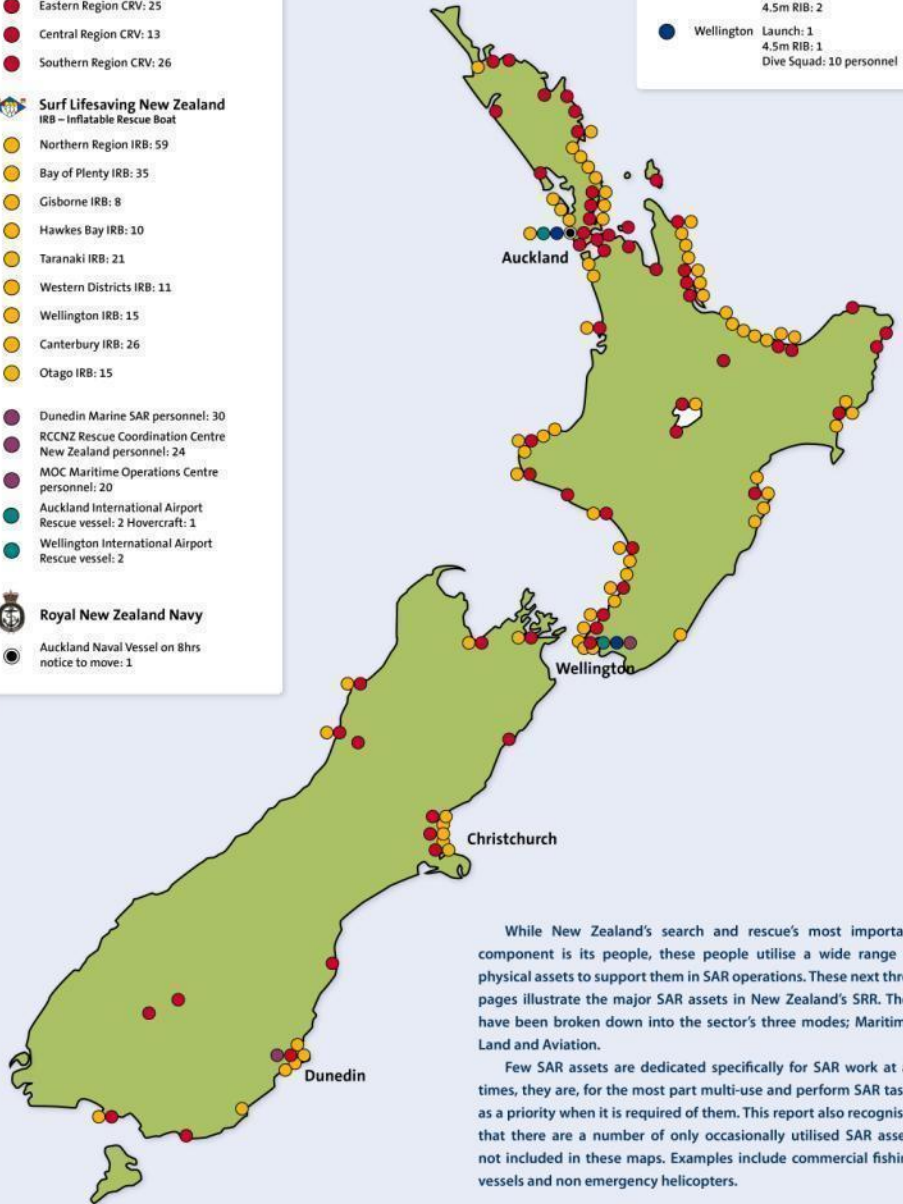 Eastern Region CRV: 25
Central Region CRV: 13
Southern Region CRV: 26
Surf Lifesaving New Zealand
IRB – Inflatable Rescue Boat
Northern Region IRB: 59
Bay of Plenty IRB: 35
Gisborne IRB: 8
Hawkes Bay IRB: 10
Taranaki IRB: 21
Western Districts IRB: 11
Wellington IRB: 15
Canterbury IRB: 26
Otago IRB: 15
Dunedin Marine SAR personnel: 30
RCCNZ Rescue Coordination Centre
New Zealand personnel: 24
MOC Maritime Operations Centre
personnel: 20
Auckland International Airport
Rescue vessel: 2 Hovercraft: 1
Wellington International Airport
Rescue vessel: 2
Royal New Zealand Navy
Auckland Naval Vessel on 8hrs
notice to move: 1
4.5m RIB: 2
Wellington Launch: 1
4.5m RIB: 1
Dive Squad: 10 personnel
Auckland
Wellington
Christchurch
Dunedin
While New Zealand's search and rescue's most importa
component is its people, these people utilise a wide range
physical assets to support them in SAR operations. These next thr
pages illustrate the major SAR assets in New Zealand's SRR. The
have been broken down into the sector's three modes; Maritim
Land and Aviation.
Few SAR assets are dedicated specifically for SAR work at a
times, they are, for the most part multi-use and perform SAR tas
as a priority when it is required of them. This report also recognis
that there are a number of only occasionally utilised SAR asse
not included in these maps. Examples include commercial fishin
vessels and non emergency helicopters.